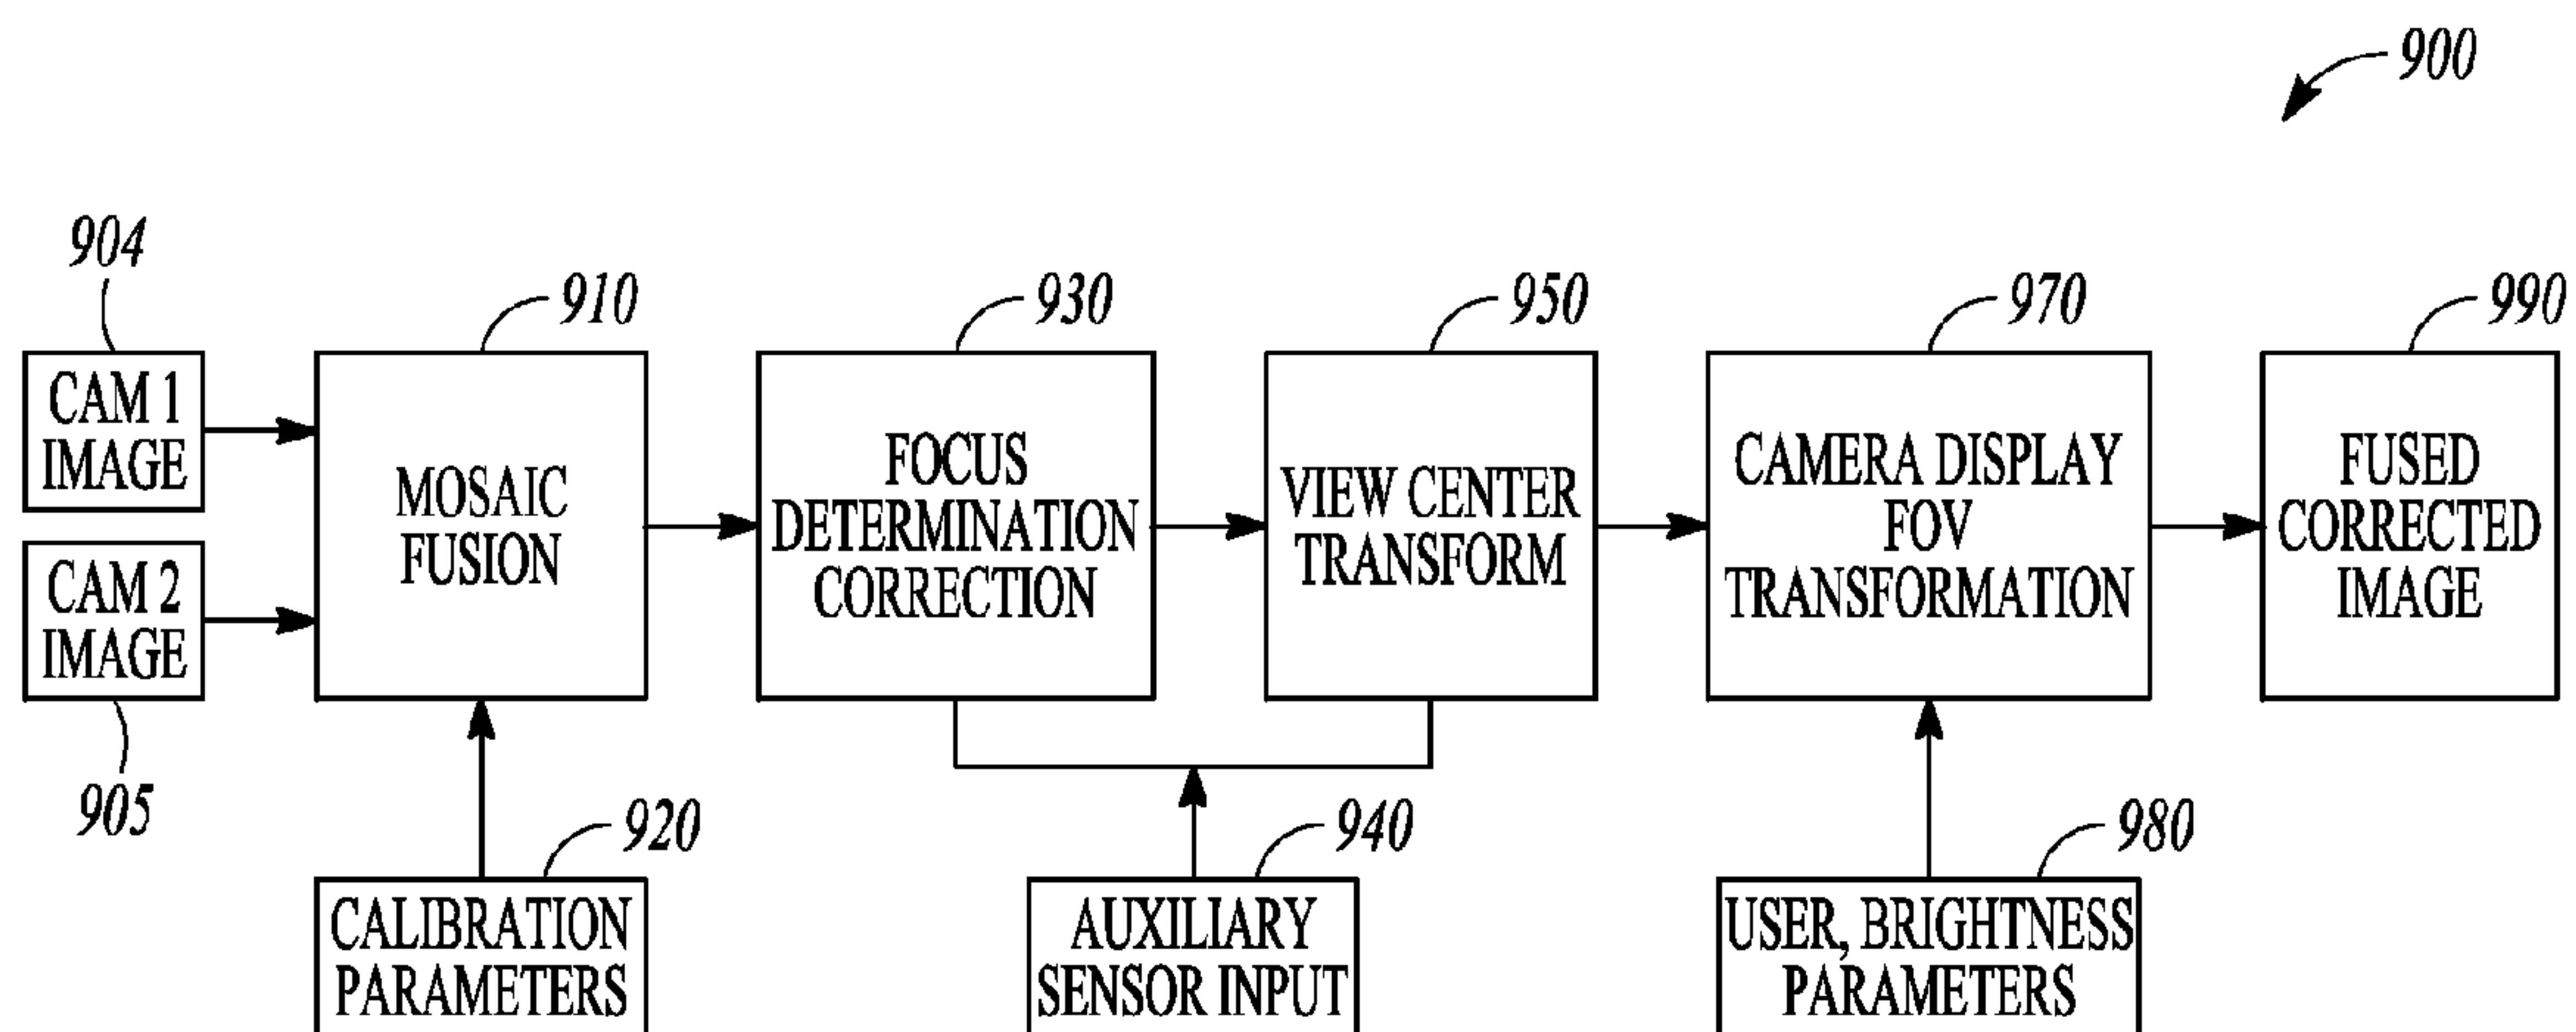 900
904
CAM 1
IMAGE
905
CAM 2
IMAGE
910
MOSAIC
FUSION
920
CALIBRATION
PARAMETERS
930
FOCUS
DETERMINATION
CORRECTION
940
AUXILIARY
SENSOR INPUT
950
VIEW CENTER
TRANSFORM
970
CAMERA DISPLAY
FOV
TRANSFORMATION
980
USER, BRIGHTNESS
PARAMETERS
990
FUSED
CORRECTED
IMAGE